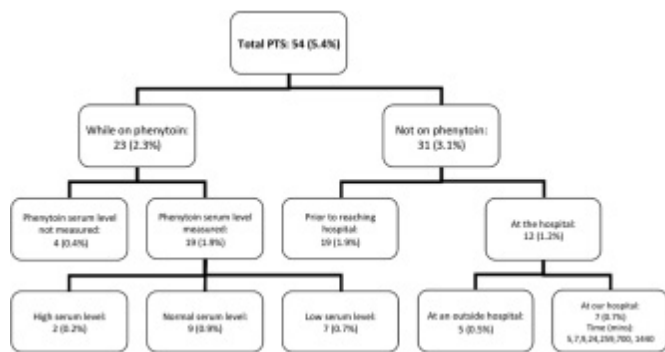 Total PTS: 54 (5.4%)
While on phenytoin:
23 (2.3%)
Not on phenytoin:
31 (3.1%)
Phenytoin serum level
not measured:
4 (0.4%)
Phenytoin serum level
measured:
19 (1.9%)
Prior to reaching
hospital:
19 (1.9%)
At the hospital:
12 (1.2%)
High serum level:
2 (0.2%)
Normal serum level:
9 (0.9%)
Low serum level:
7 (0.7%)
At an outside hospital:
5 (0.5%)
At our hospital:
7 (0.7%)
Time (mins)
5,7,9,24,259,700, 1440